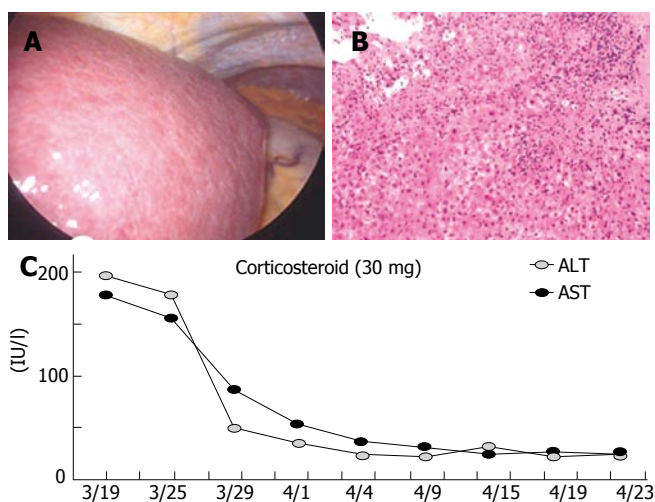 A
B
C
Corticosteroid (30 mg)
ALT
AST
(IU/l)
200
100
0
3/19 3/25 3/29 4/1 4/4 4/9 4/15 4/19 4/23